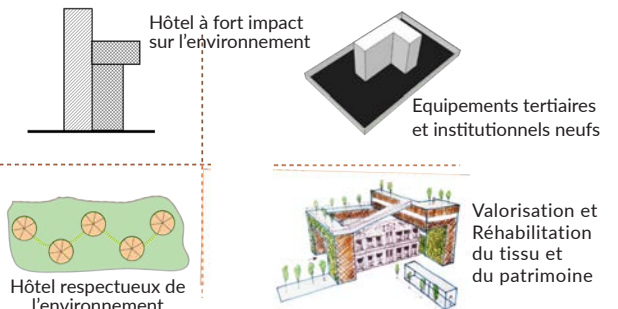 Hôtel à fort impact
sur l'environnement
Equipements tertiaires
et institutionnels neufs
Hôtel respectueux de
l'environnement
Valorisation et
Réhabilitation
du tissu et
du patrimoine